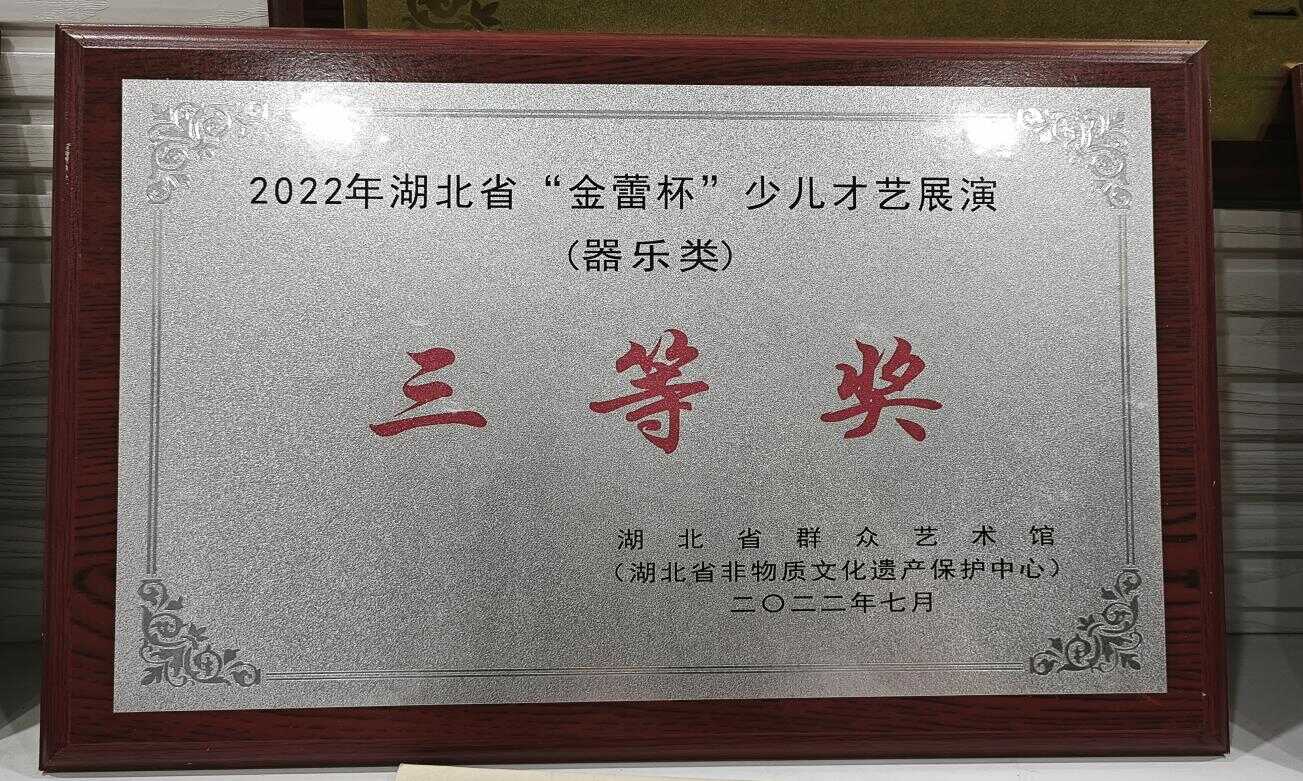 2022年湖北省“金蕾杯”少儿才艺展演
(器乐类)
三等奖
湖北省群众艺术馆
(湖北省非物质文化遗产保护中心)
二〇二二年七月